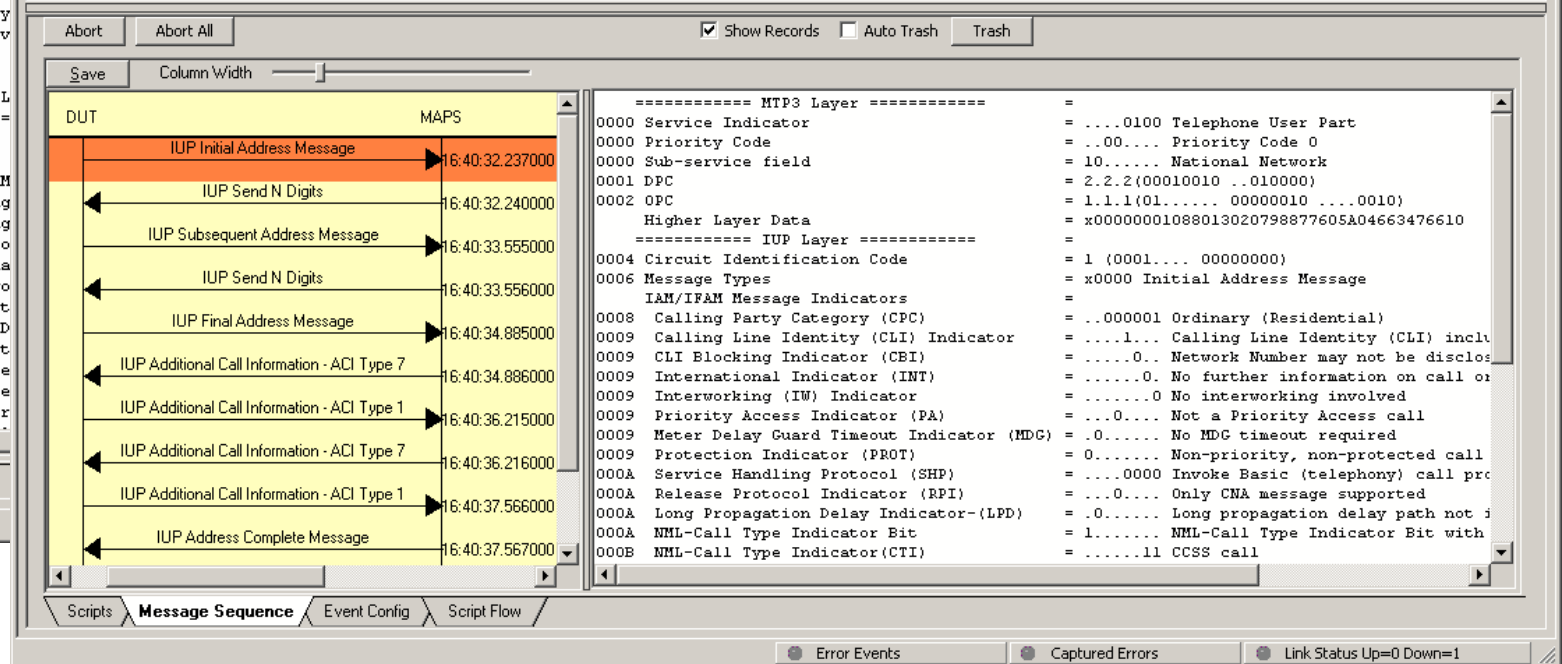 Abort Abort All Show Records Auto Trash Trash
Save Column Width
DUT MAPS
IUP Initial Address Message
16:40:32.237000
IUP Send N Digits
16:40:32.240000
IUP Subsequent Address Message
16:40:33.555000
IUP Send N Digits
16:40:33.556000
IUP Final Address Message
16:40:34.885000
IUP Additional Call Information - ACI Type 7
16:40:34.886000
IUP Additional Call Information - ACI Type 1
16:40:36.215000
IUP Additional Call Information - ACI Type 7
16:40:36.216000
IUP Additional Call Information - ACI Type 1
16:40:37.566000
IUP Address Complete Message
16:40:37.567000
============ MTP3 Layer ============ =
0000 Service Indicator = ....0100 Telephone User Part
0000 Priority Code = ..00.... Priority Code 0
0000 Sub-service field = 10...... National Network
0001 DPC = 2.2.2(00010010 ..010000)
0002 OPC = 1.1.1(01...... 00000010 ....0010)
Higher Layer Data = x00000001088013020798877605A04663476610
============ IUP Layer ============ =
0004 Circuit Identification Code = 1 (0001.... 00000000)
0006 Message Types = x0000 Initial Address Message
IAM/IFAM Message Indicators =
0008 Calling Party Category (CPC) = ..000001 Ordinary (Residential)
0009 Calling Line Identity (CLI) Indicator = ....1... Calling Line Identity (CLI) inclu
0009 CLI Blocking Indicator (CBI) = .....0.. Network Number may not be disclos
0009 International Indicator (INT) = ......0. No further information on call or
0009 Interworking (IW) Indicator = .......0 No interworking involved
0009 Priority Access Indicator (PA) = ...0.... Not a Priority Access call
0009 Meter Delay Guard Timeout Indicator (MDG) = .0...... No MDG timeout required
0009 Protection Indicator (PROT) = 0....... Non-priority, non-protected call
000A Service Handling Protocol (SHP) = ....0000 Invoke Basic (telephony) call pro
000A Release Protocol Indicator (RPI) = ...0.... Only CNA message supported
000A Long Propagation Delay Indicator-(LPD) = .0...... Long propagation delay path not i
000A NML-Call Type Indicator Bit = 1....... NML-Call Type Indicator Bit with
000B NML-Call Type Indicator(CTI) = ......11 CCSS call
Scripts Message Sequence Event Config Script Flow
Error Events Captured Errors Link Status Up=0 Down=1